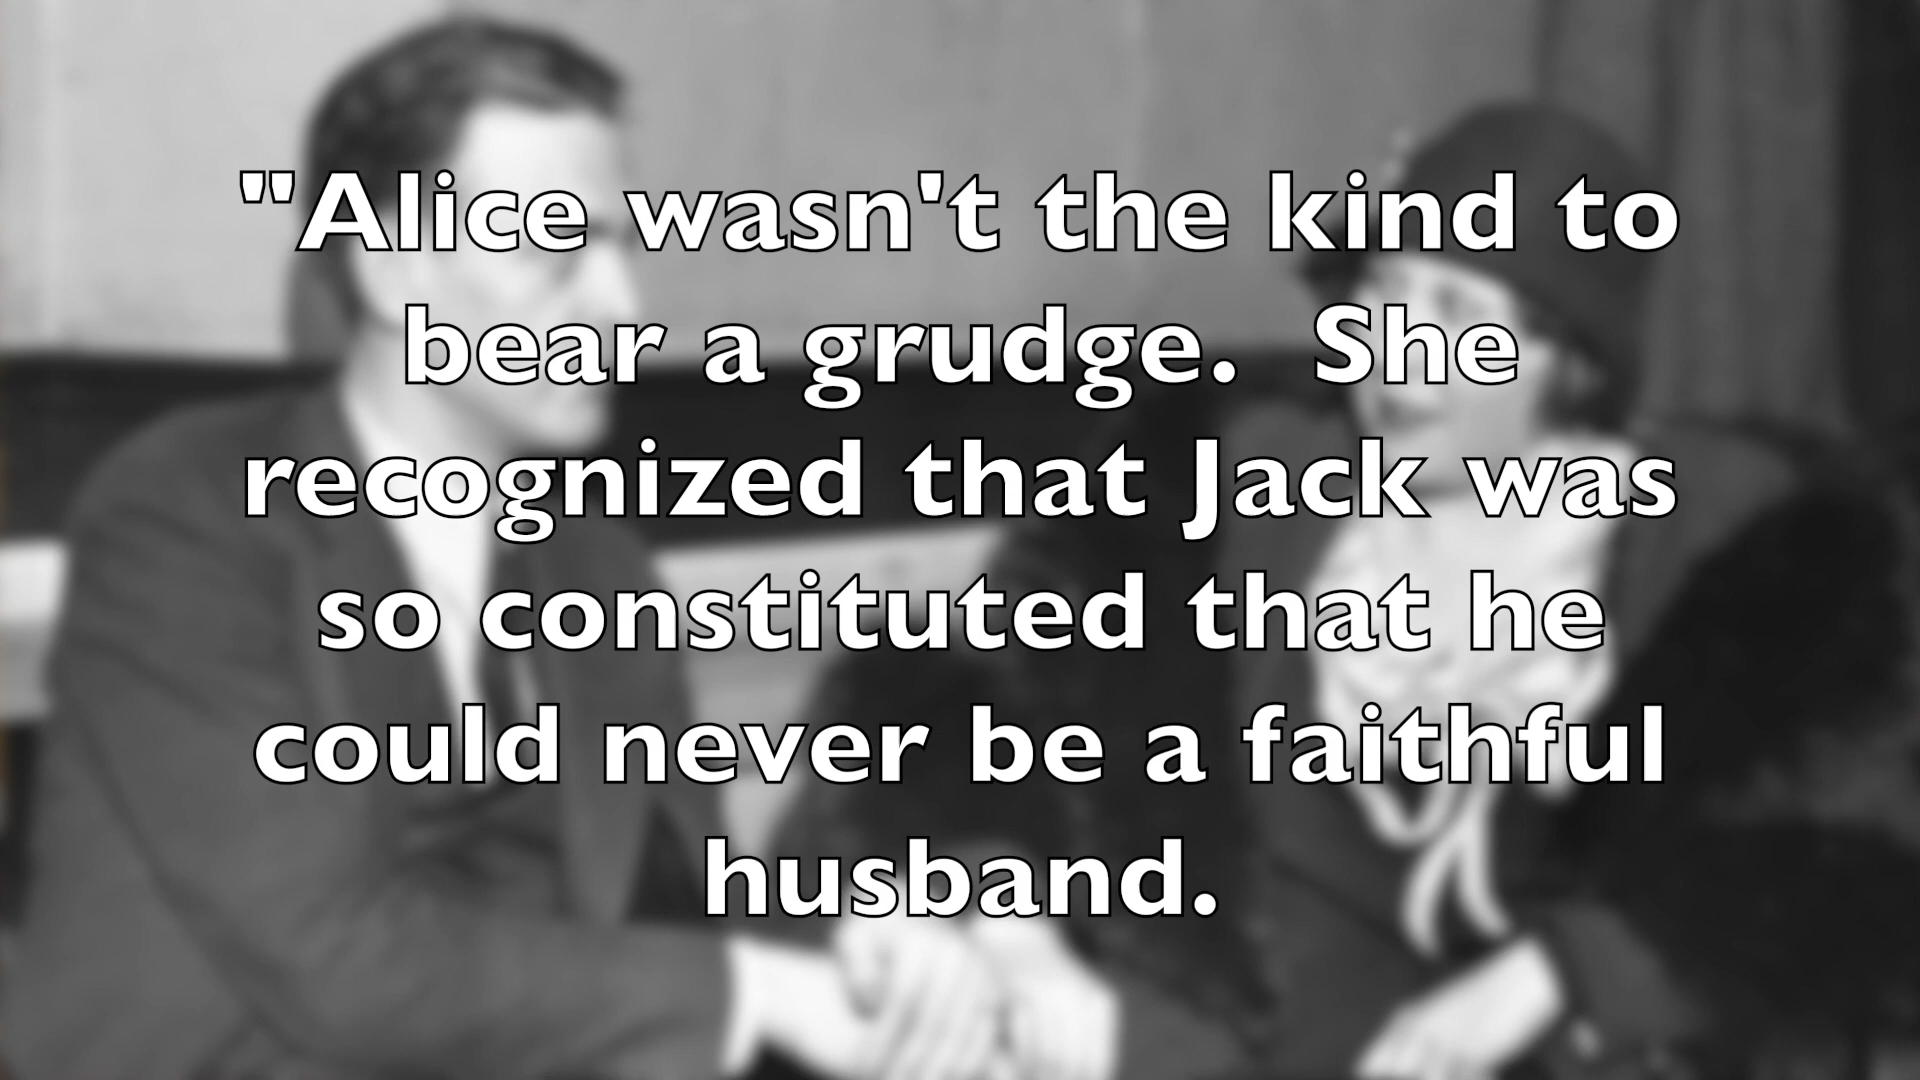 "Alice wasn't the kind to
bear a grudge.  She
recognized that Jack was
so constituted that he
could never be a faithful
husband.